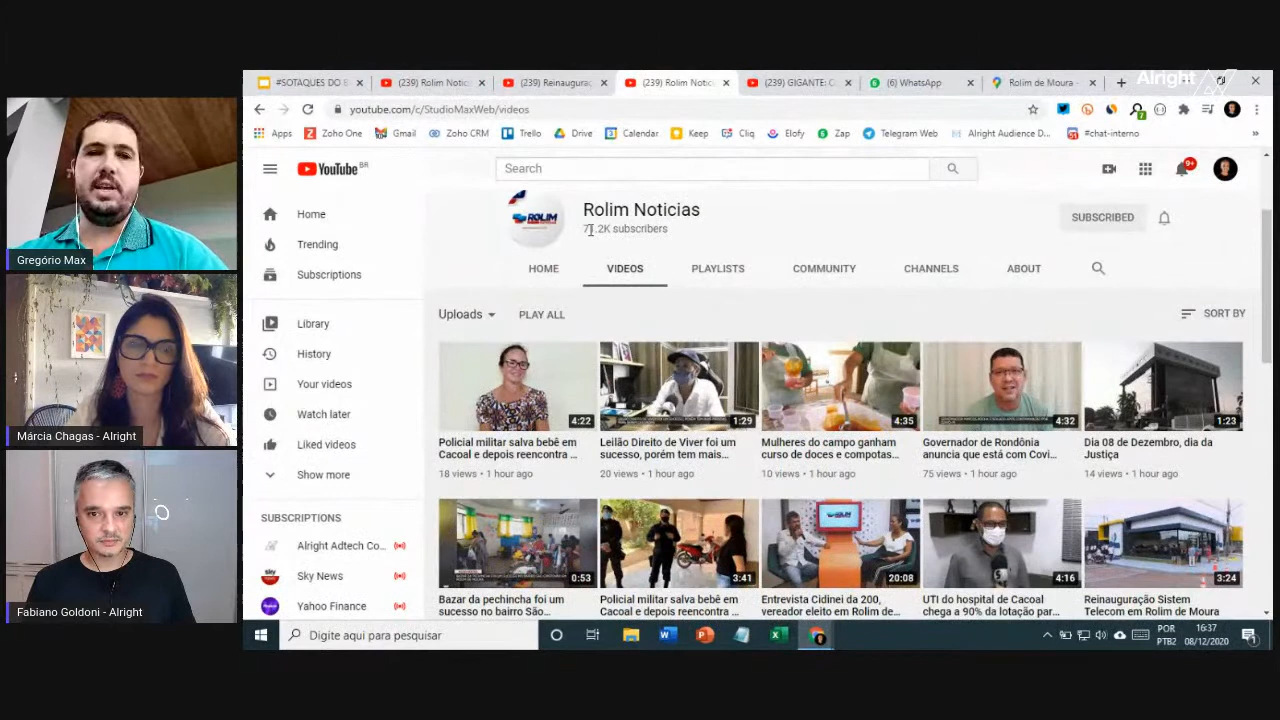 #SOTAQUES DO B
(239) Rolim Notic
(239) Reinauguraç
(239) Rolim Notic
(239) GIGANTE: C
(6) WhatsApp
Rolim de Moura -
Alright
youtube.com/c/StudioMaxWeb/videos
Apps
Zoho One
Gmail
Zoho CRM
Trello
Drive
Calendar
Keep
Cliq
Elofy
Zap
Telegram Web
Alright Audience D...
#chat-interno
YouTube BR
Search
9+
Home
Trending
Subscriptions
Library
History
Your videos
Watch later
Liked videos
Show more
SUBSCRIPTIONS
Alright Adtech Co...
Sky News
Yahoo Finance
ROLIM
Rolim Noticias
subscribers
SUBSCRIBED
HOME
VIDEOS
PLAYLISTS
COMMUNITY
CHANNELS
ABOUT
Uploads
PLAY ALL
SORT BY
4:22
1:29
4:35
4:32
1:23
Policial militar salva bebê em
Cacoal e depois reencontra ...
18 views • 1 hour ago
Leilão Direito de Viver foi um
sucesso, porém tem mais...
20 views • 1 hour ago
Mulheres do campo ganham
curso de doces e compotas...
10 views • 1 hour ago
Governador de Rondônia
anuncia que está com Covi...
75 views • 1 hour ago
Dia 08 de Dezembro, dia da
Justiça
14 views • 1 hour ago
0:53
3:41
20:08
4:16
3:24
Bazar da pechincha foi um
sucesso no bairro São...
Policial militar salva bebê em
Cacoal e depois reencontra ...
Entrevista Cidinei da 200,
vereador eleito em Rolim de...
UTI do hospital de Cacoal
chega a 90% da lotação par...
Reinauguração Sistem
Telecom em Rolim de Moura
Gregório Max
Márcia Chagas - Alright
Fabiano Goldoni - Alright
Digite aqui para pesquisar
POR
PTB2
16:37
08/12/2020